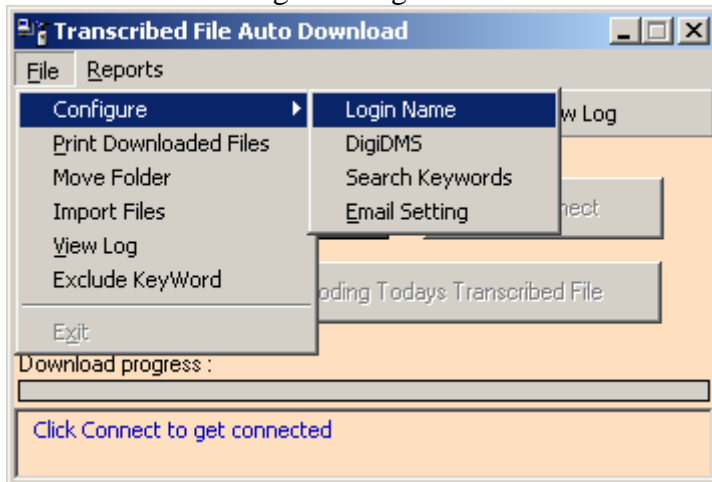 Transcribed File Auto Download
File Reports
Configure
Login Name
w Log
Print Downloaded Files
DigiDMS
Move Folder
Search Keywords
Import Files
Email Setting
nect
View Log
Exclude KeyWord
oding Todays Transcribed File
Exit
Download progress :
Click Connect to get connected